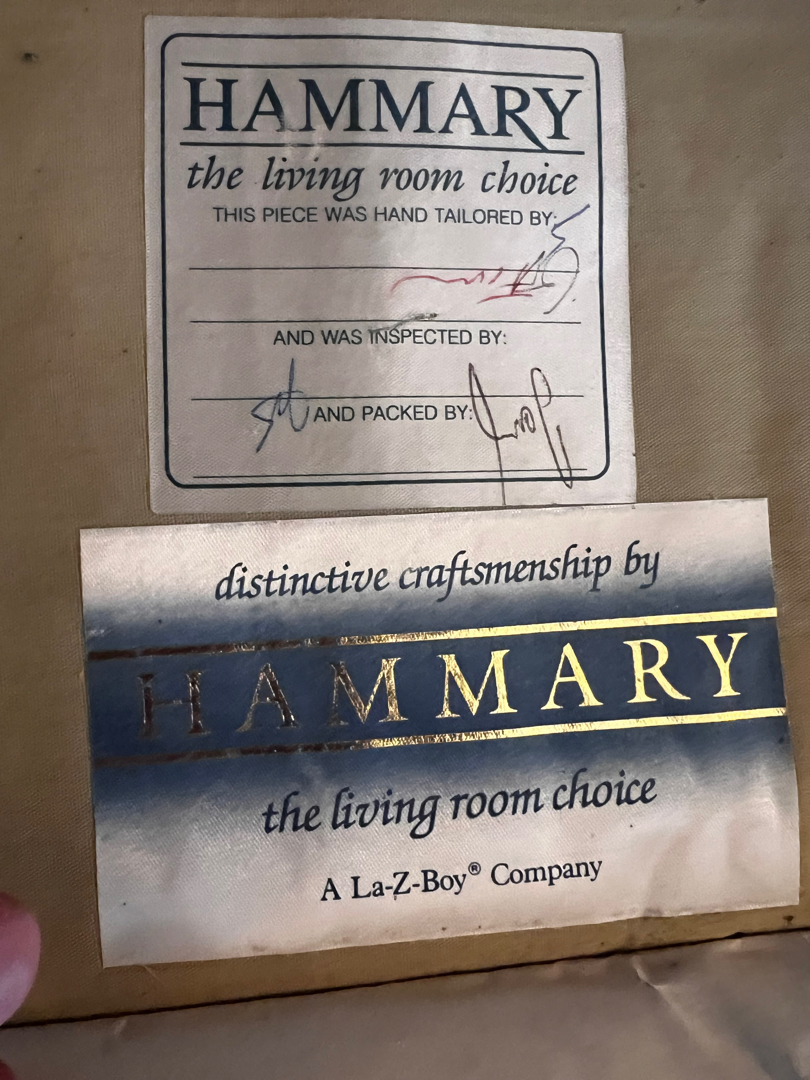 HAMMARY
the living room choice
THIS PIECE WAS HAND TAILORED BY:
AND WAS INSPECTED BY:
AND PACKED BY:
distinctive craftsmenship by
HAMMARY
the living room choice
A La-Z-Boy® Company